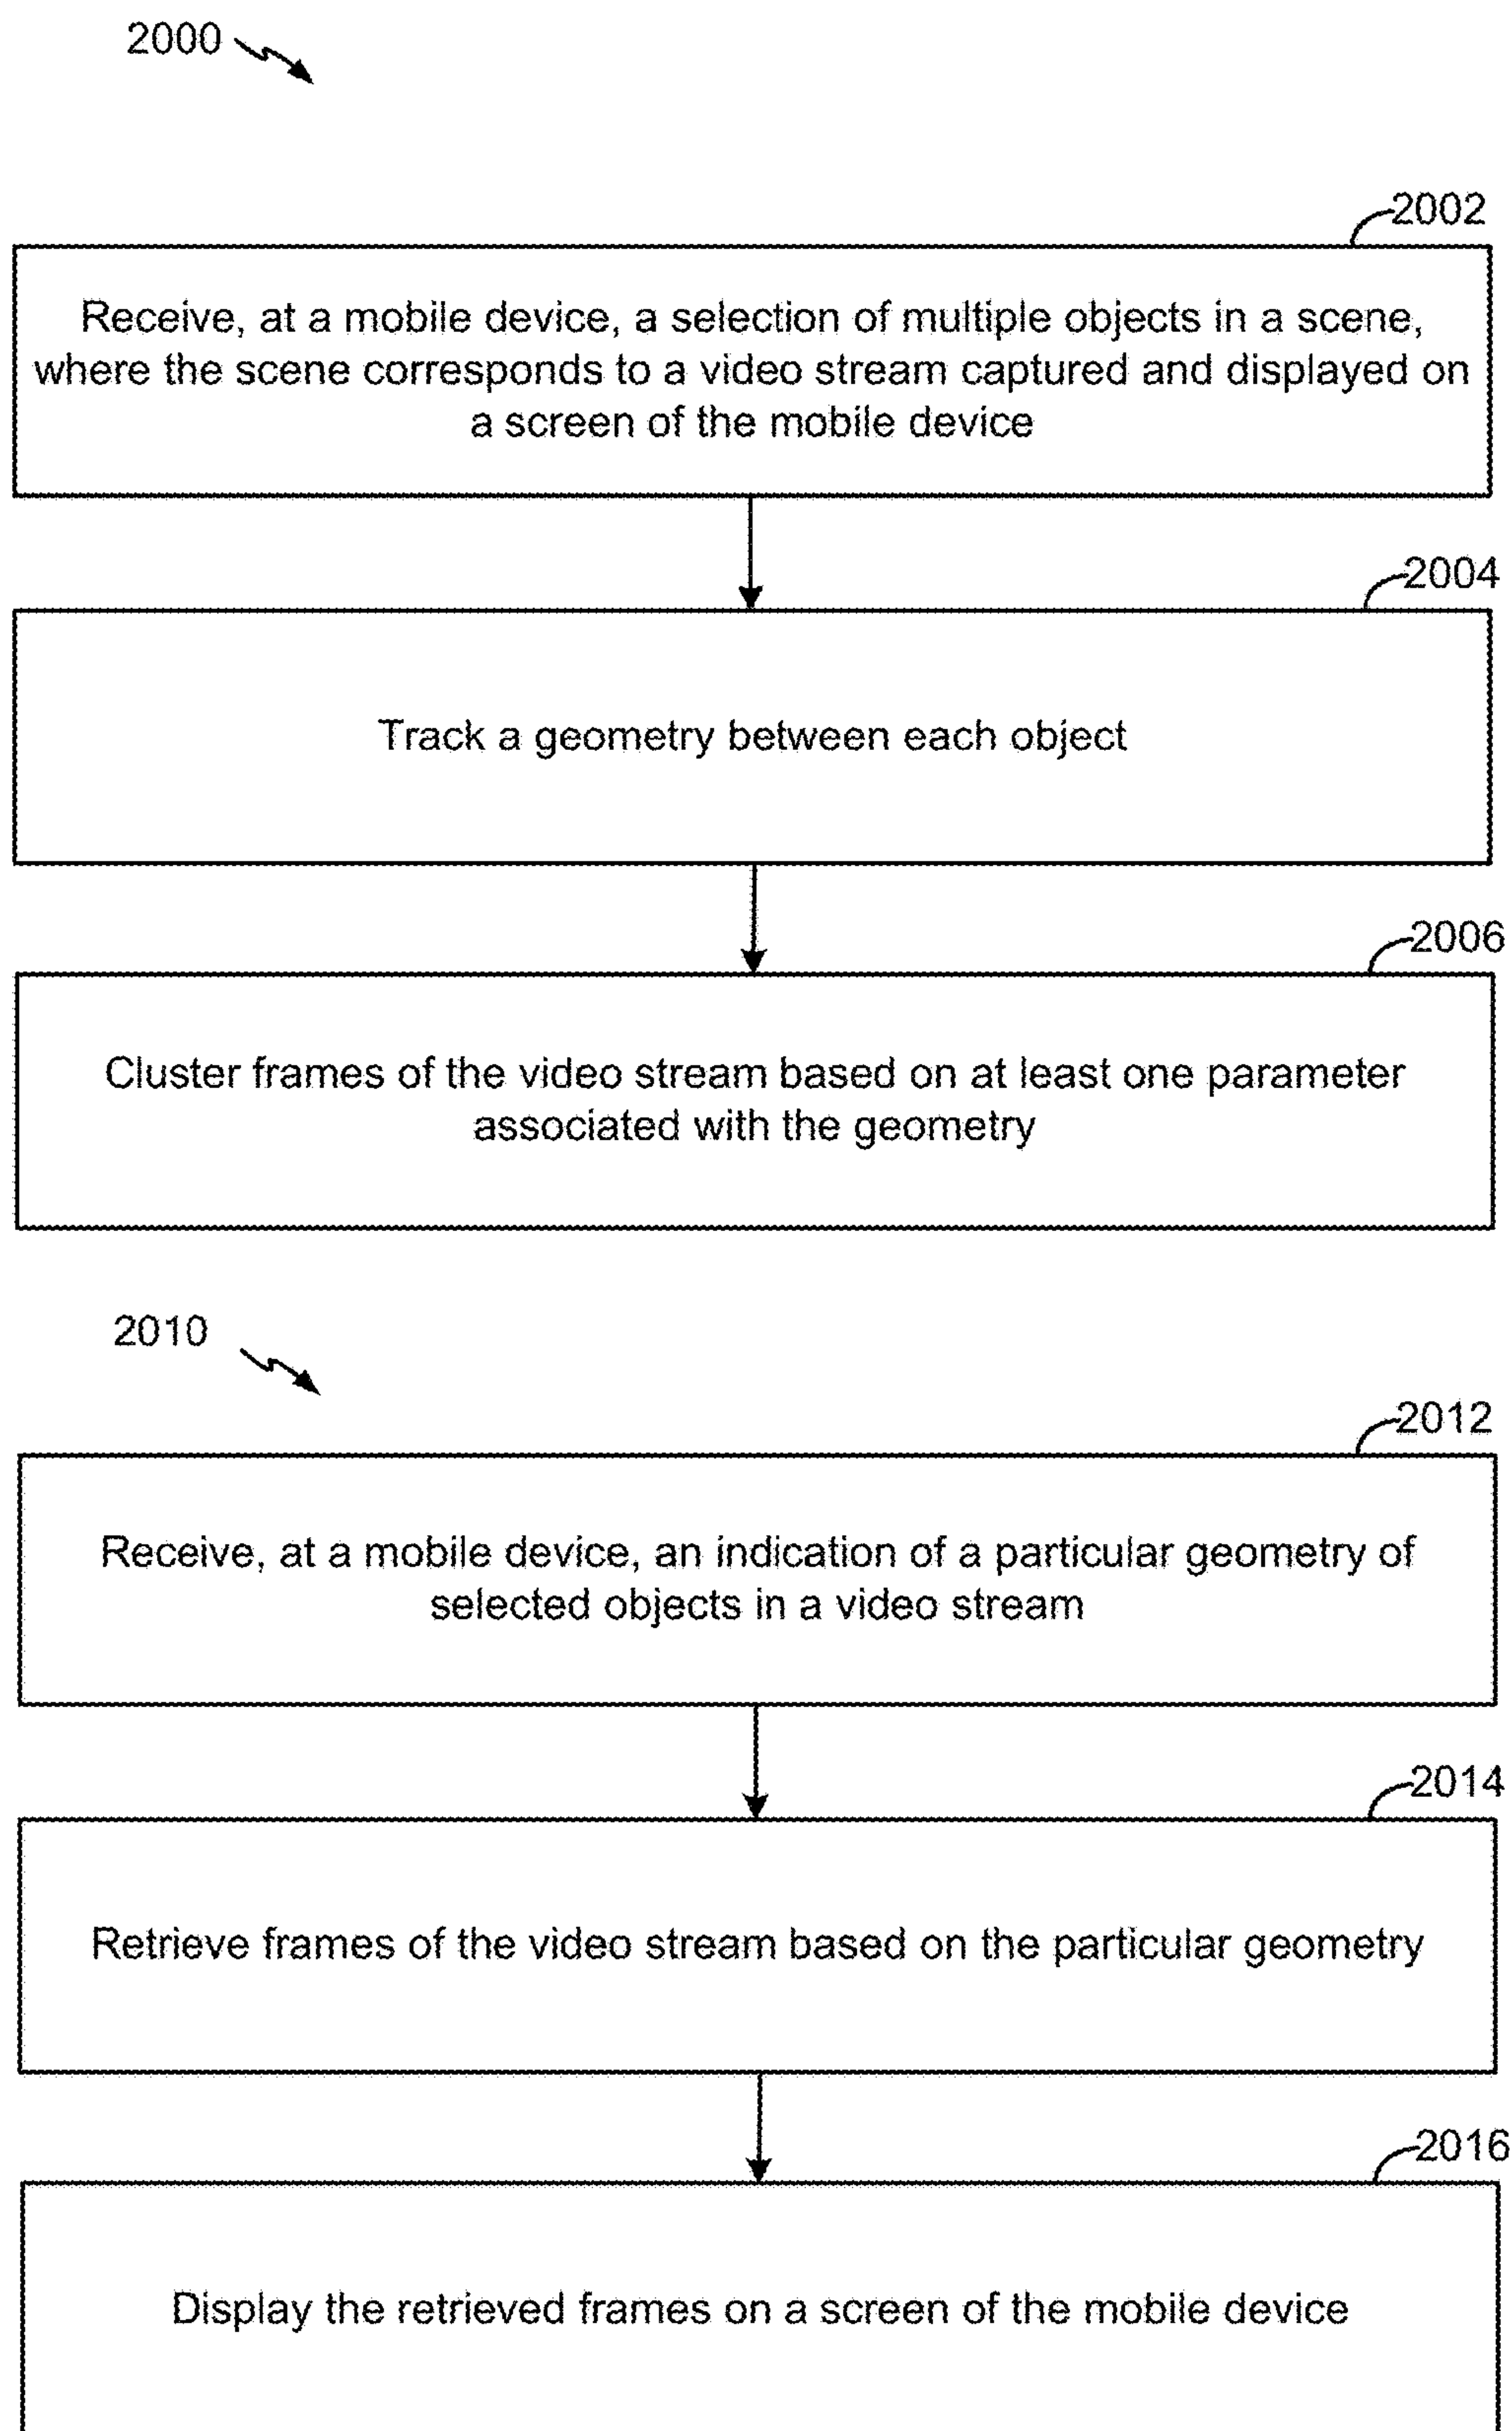 2000
2002
Receive, at a mobile device, a selection of multiple objects in a scene,
where the scene corresponds to a video stream captured and displayed on
a screen of the mobile device
2004
Track a geometry between each object
2006
Cluster frames of the video stream based on at least one parameter
associated with the geometry
2010
2012
Receive, at a mobile device, an indication of a particular geometry of
selected objects in a video stream
2014
Retrieve frames of the video stream based on the particular geometry
2016
Display the retrieved frames on a screen of the mobile device